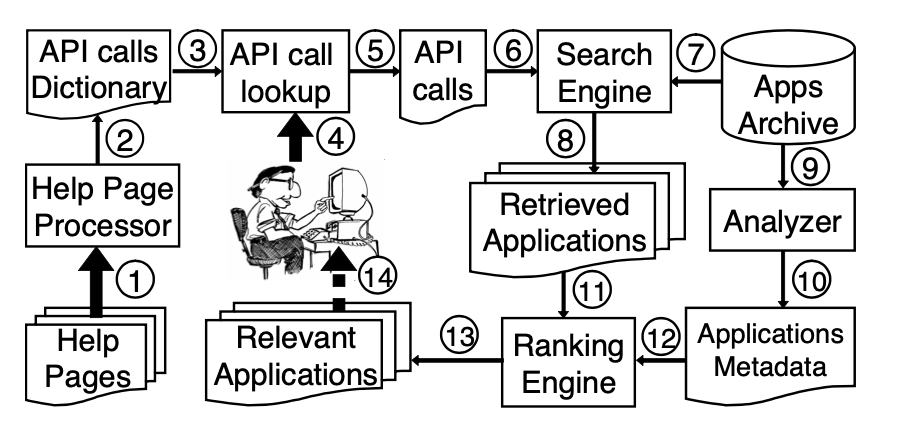 API calls
Dictionary
3
API call
lookup
5
API
calls
6
Search
Engine
7
Apps
Archive
2
4
8
9
Help Page
Processor
Retrieved
Applications
Analyzer
1
14
11
10
Help
Pages
Relevant
Applications
13
Ranking
Engine
12
Applications
Metadata